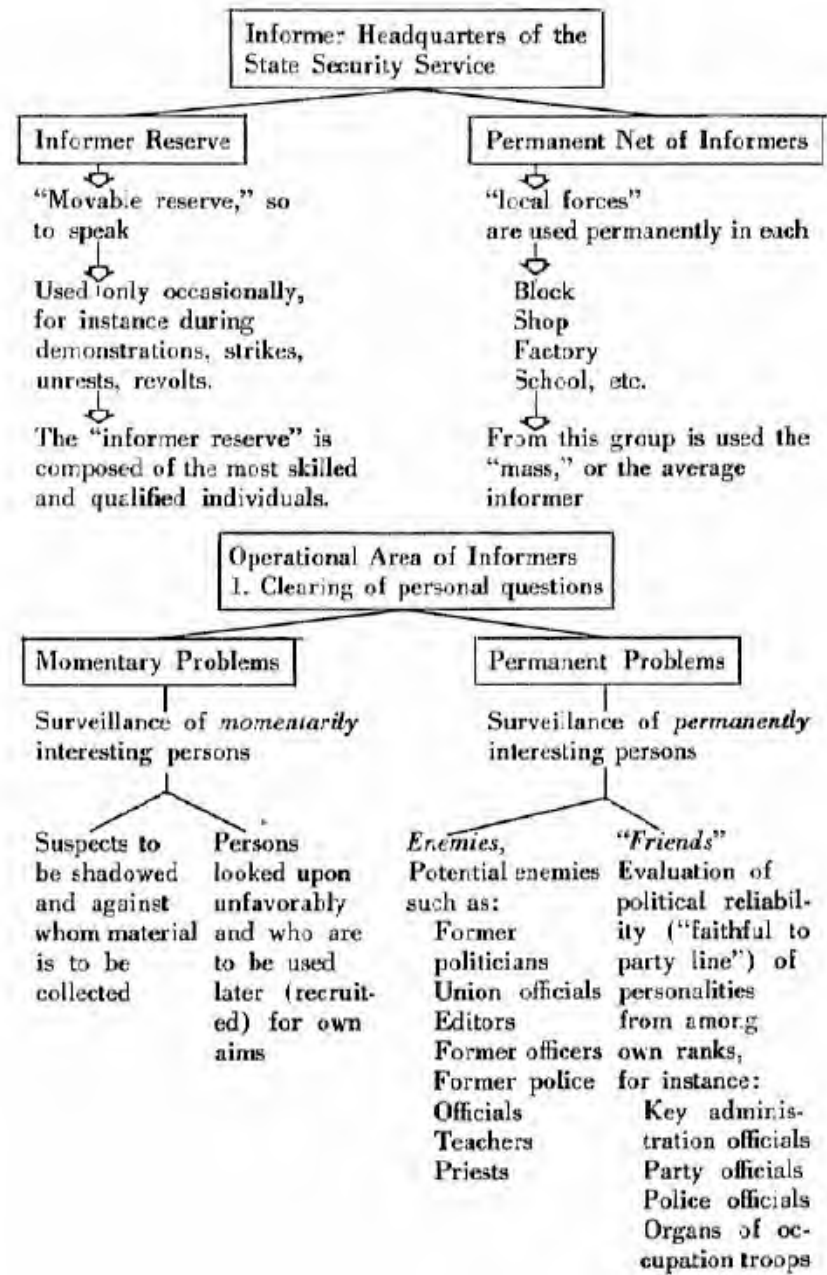 Informer Headquarters of the
State Security Service
Informer Reserve
"Movable reserve," so
to speak
Used only occasionally,
for instance during
demonstrations, strikes,
unrests, revolts.
The "informer reserve" is
composed of the most skilled
and qualified individuals.
Permanent Net of Informers
"local forces"
are used permanently in each
Block
Shop
Factory
School, etc.
From this group is used the
"mass," or the average
informer
Operational Area of Informers
1. Clearing of personal questions
Momentary Problems
Surveillance of momentarily
interesting persons
Suspects to
be shadowed
and against
whom material
is to be
collected
Persons
looked upon
unfavorably
and who are
to be used
later (recruit-
ed) for own
aims
Permanent Problems
Surveillance of permanently
interesting persons
Enemies,
Potential enemies
such as:
Former
politicians
Union officials
Editors
Former officers
Former police
Officials
Teachers
Priests
"Friends"
Evaluation of
political reliabil-
ity ("faithful to
party line") of
personalities
from among
own ranks,
for instance:
Key adminis-
tration officials
Party officials
Police officials
Organs of oc-
cupation troops